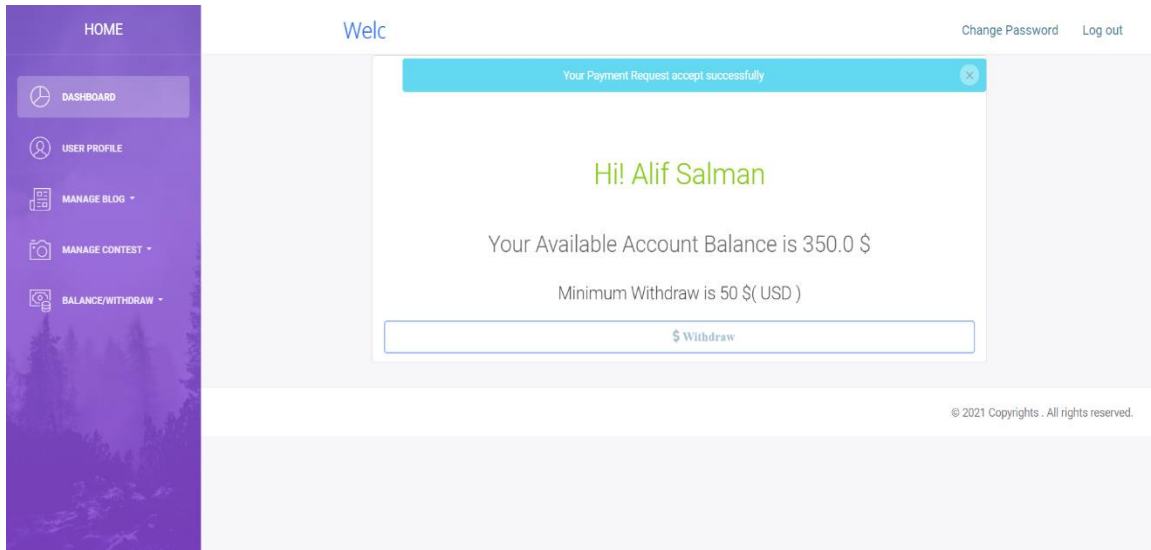 HOME
DASHBOARD
USER PROFILE
MANAGE BLOG
MANAGE CONTEST
BALANCE/WITHDRAW
Welc
Change Password
Log out
Your Payment Request accept successfully
Hi! Alif Salman
Your Available Account Balance is 350.0 $
Minimum Withdraw is 50 $( USD )
$ Withdraw
© 2021 Copyrights . All rights reserved.